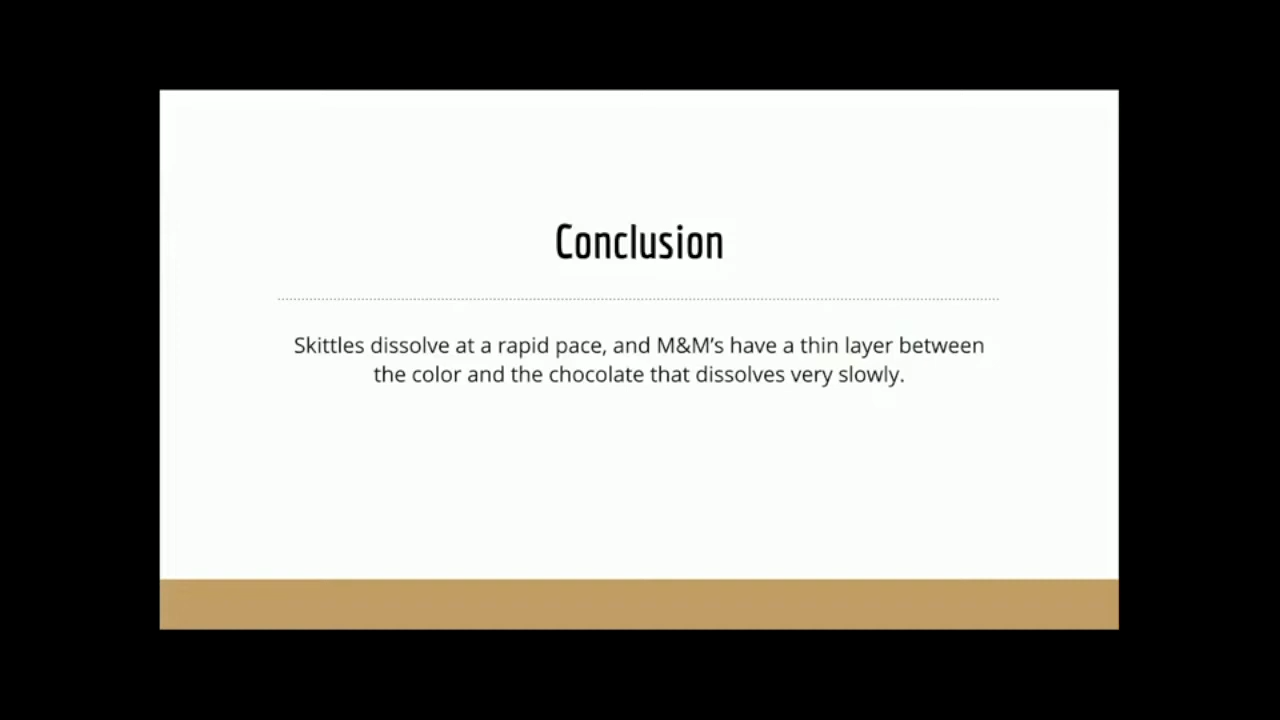 Conclusion
Skittles dissolve at a rapid pace, and M&M’s have a thin layer between
the color and the chocolate that dissolves very slowly.